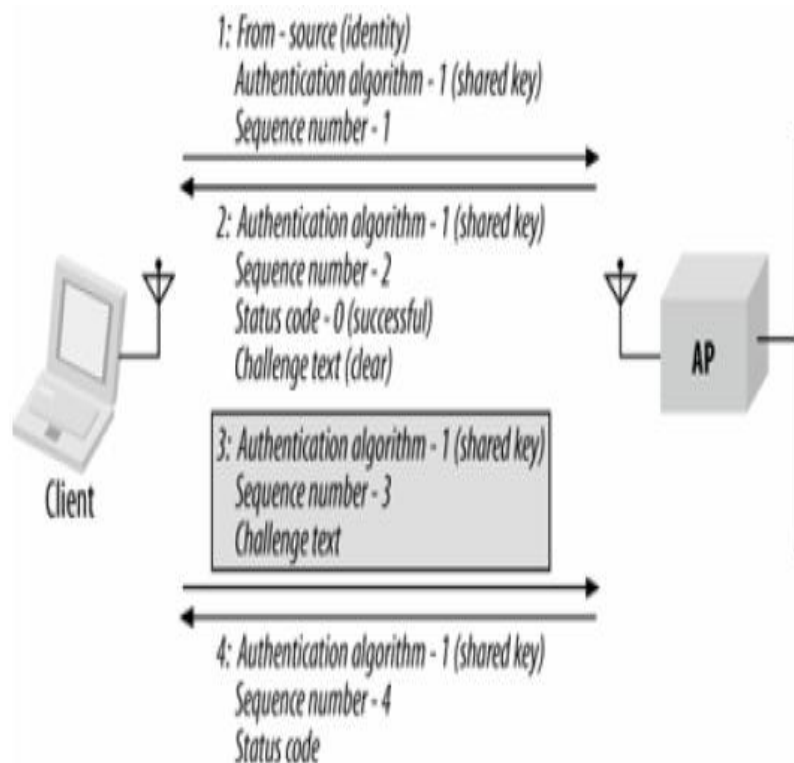 1: From - source (identity)
Authentication algorithm - 1 (shared key)
Sequence number - 1
2: Authentication algorithm - 1 (shared key)
Sequence number - 2
Status code - 0 (successful)
Challenge text (clear)
AP
3: Authentication algorithm - 1 (shared key)
Sequence number - 3
Challenge text
Client
4: Authentication algorithm - 1 (shared key)
Sequence number - 4
Status code